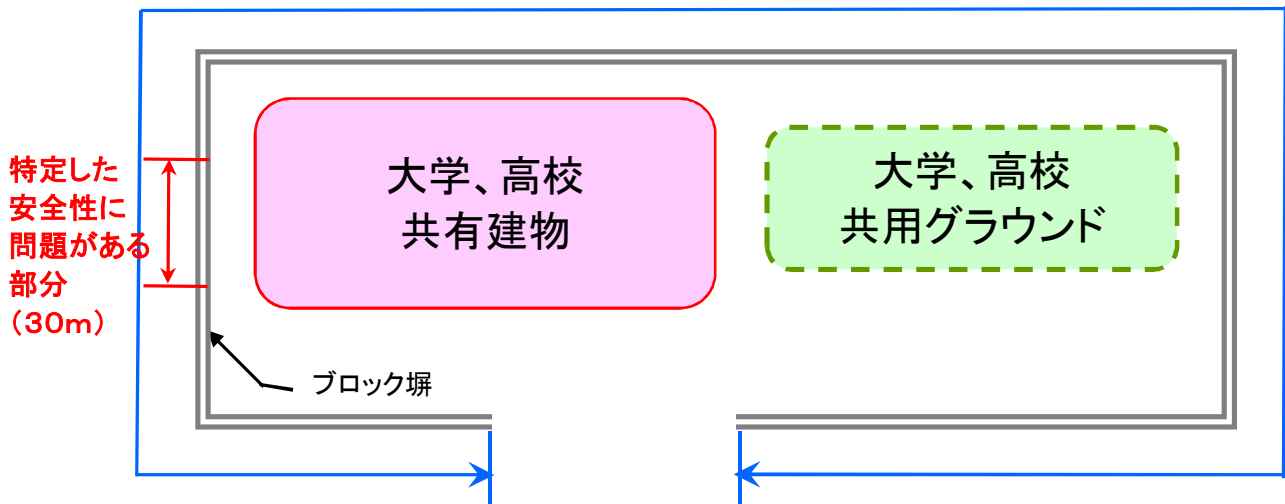 特定した
安全性に
問題がある
部分
（３０ｍ）
大学、高校
共有建物
大学、高校
共用グラウンド
ブロック塀